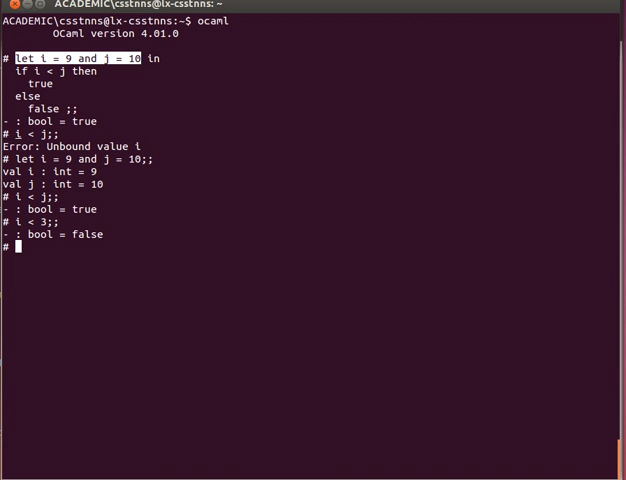 ACADEMIC\csstnns@lx-csstnns: ~
ACADEMIC\csstnns@lx-csstnns:~$ ocaml
        OCaml version 4.01.0
# let i = 9 and j = 10 in
  if i < j then
    true
  else
    false ;;
- : bool = true
# i < j;;
Error: Unbound value i
# let i = 9 and j = 10;;
val i : int = 9
val j : int = 10
# i < j;;
- : bool = true
# i < 3;;
- : bool = false
#